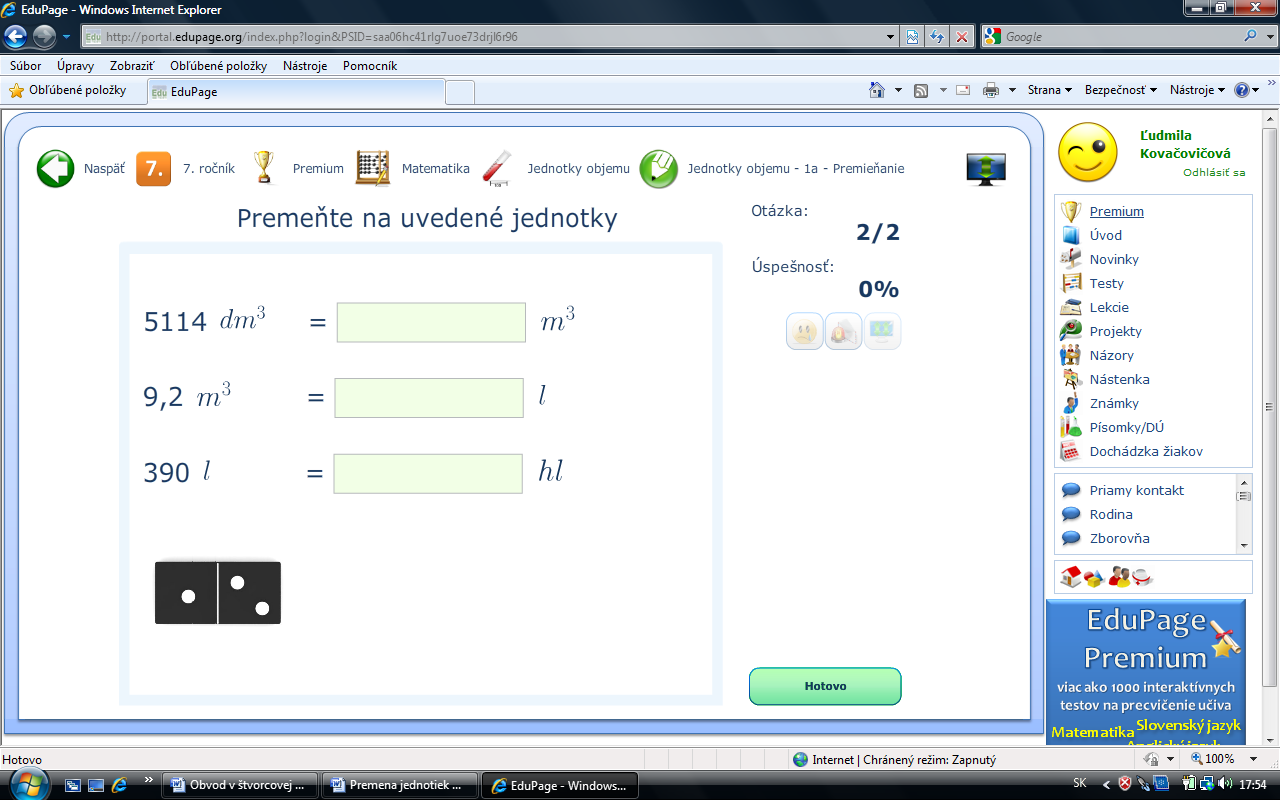 EduPage - Windows Internet Explorer
http://portal.edupage.org/index.php?login&PSID=saa06hc41rlg7uoe73drjl6r96
Google
Súbor Úpravy Zobraziť Obľúbené položky Nástroje Pomocník
Obľúbené položky EduPage Strana Bezpečnosť Nástroje
Naspäť 7. 7. ročník Premium Matematika Jednotky objemu Jednotky objemu - 1a - Premieňanie
Premeňte na uvedené jednotky
Otázka:
2/2
Úspešnosť:
0%
5114 dm³ = m³
9,2 m³ = l
390 l = hl
Hotovo
Ľudmila
Kovačovičová
Odhlásiť sa
Premium
Úvod
Novinky
Testy
Lekcie
Projekty
Názory
Nástenka
Známky
Písomky/DÚ
Dochádzka žiakov
Priamy kontakt
Rodina
Zborovňa
EduPage
Premium
viac ako 1000 interaktívnych
testov na precvičenie učiva
Matematika Slovenský jazyk
Anglický jazyk
Hotovo Internet | Chránený režim: Zapnutý 100%
Obvod v štvorcovej ... Premena jednotiek ... EduPage - Windows... SK 17:54